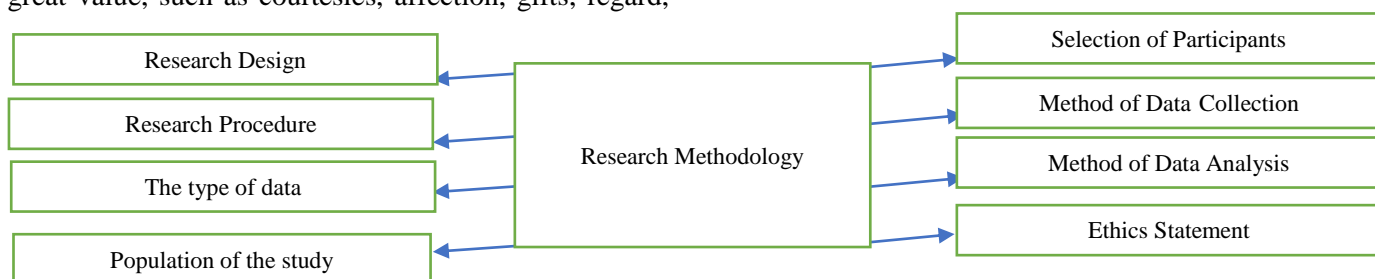 great value, such as courtesies, affection, gifts, regard,
Research Design
Research Procedure
The type of data
Population of the study
Research Methodology
Selection of Participants
Method of Data Collection
Method of Data Analysis
Ethics Statement